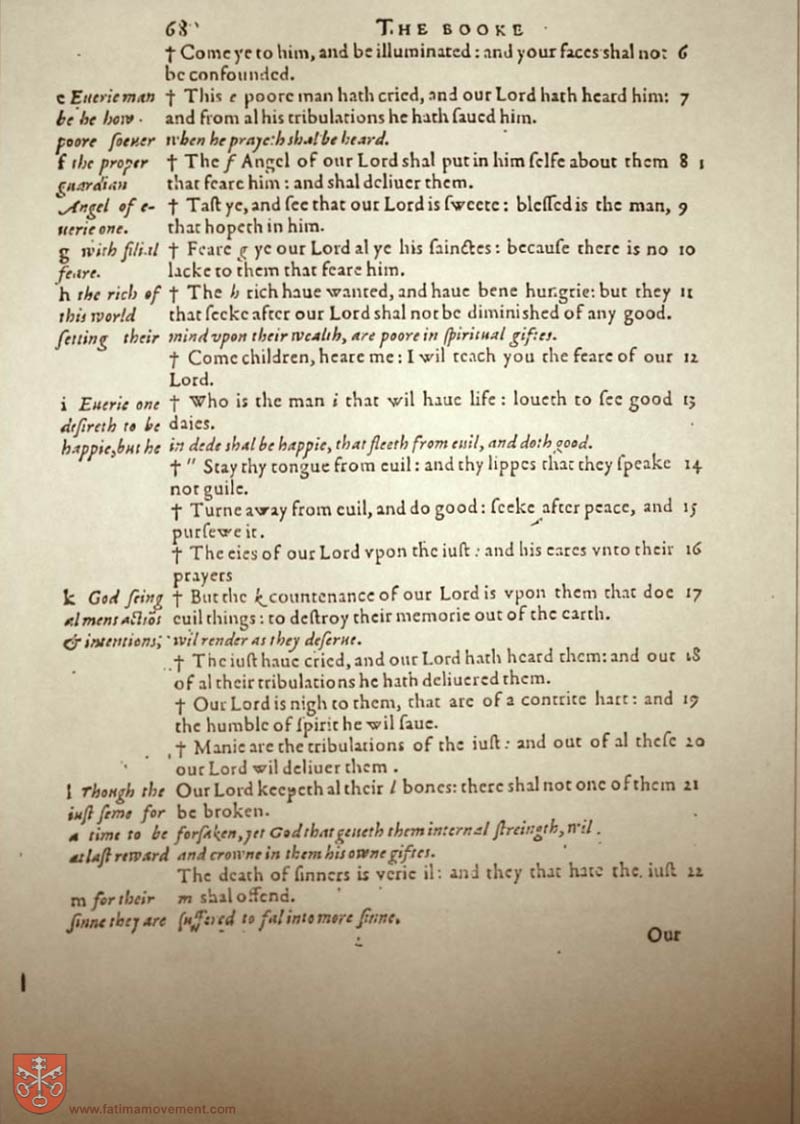 68
THE BOOKE
† Come ye to him, and be illuminated: and your faces shal not 6
be confounded.
e Euerie man † This e poore man hath cried, and our Lord hath heard him: 7
be he how and from al his tribulations he hath ſaued him.
poore ſoeuer when he prayeth shal be heard.
f the proper † The f Angel of our Lord shal put in him ſelfe about them 8
guardian that feare him: and shal deliuer them.
Angel of e- † Taſt ye, and ſee that our Lord is ſweete: bleſſed is the man, 9
uerie one. that hopeth in him.
g with filial † Feare g ye our Lord al ye his ſainctes: becauſe there is no 10
feare. lacke to them that feare him.
h the rich of † The h rich haue wanted, and haue bene hungrie: but they 11
this world that ſeeke after our Lord shal not be diminished of any good.
ſetting their mind vpon their wealth, are poore in ſpiritual giftes.
† Come children, heare me: I wil teach you the feare of our 12
Lord.
i Euerie one † Who is the man i that wil haue life: loueth to ſee good 13
deſireth to be daies.
happie, but he in dede shal be happie, that fleeth from euil, and doth good.
† " Stay thy tongue from euil: and thy lippes that they ſpeake 14
not guile.
† Turne away from euil, and do good: ſeeke after peace, and 15
purſewe it.
† The eies of our Lord vpon the iuſt: and his eares vnto their 16
prayers
k God ſeing † But the k countenance of our Lord is vpon them that doe 17
al mens actiōs euil things: to deſtroy their memorie out of the earth.
& intentions, wil render as they deſerue.
† The iuſt haue cried, and our Lord hath heard them: and out 18
of al their tribulations he hath deliuered them.
† Our Lord is nigh to them, that are of a contrite hart: and 19
the humble of ſpirit he wil ſaue.
† Manie are the tribulations of the iuſt: and out of al theſe 20
our Lord wil deliuer them.
l Though the Our Lord keepeth al their l bones: there shal not one of them 21
iuſt ſeme for be broken.
a time to be forſaken, yet God that geueth them internal ſtreingth, wil
at laſt reward and crowne in them his owne giftes.
The death of ſinners is verie il: and they that hate the iuſt 22
m for their m shal offend.
ſinne they are ſuffered to fal into more ſinne.
Our
www.fatimamovement.com